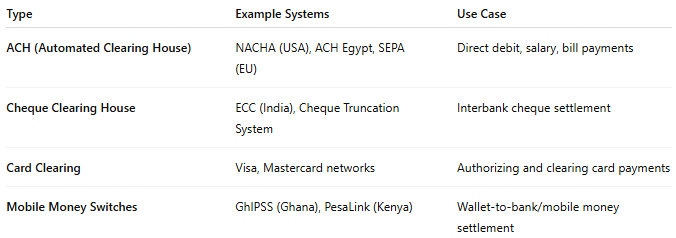 Type Example Systems Use Case
ACH (Automated Clearing House) NACHA (USA), ACH Egypt, SEPA Direct debit, salary, bill payments
(EU)
Cheque Clearing House ECC (India), Cheque Truncation Interbank cheque settlement
System
Card Clearing Visa, Mastercard networks Authorizing and clearing card payments
Mobile Money Switches GhIPSS (Ghana), PesaLink (Kenya) Wallet-to-bank/mobile money
settlement